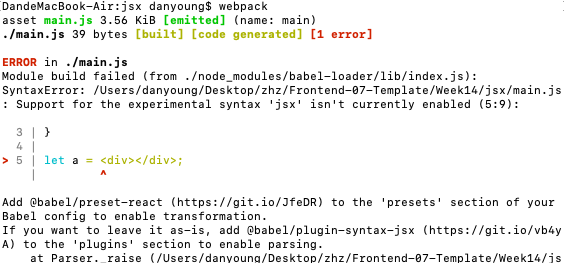 DandeMacBook-Air:jsx danyoung$ webpack
asset main.js 3.56 KiB [emitted] (name: main)
./main.js 39 bytes [built] [code generated] [1 error]
ERROR in ./main.js
Module build failed (from ./node_modules/babel-loader/lib/index.js):
SyntaxError: /Users/danyoung/Desktop/zhz/Frontend-07-Template/Week14/jsx/main.js
: Support for the experimental syntax 'jsx' isn't currently enabled (5:9):
3 | }
4 |
> 5 | let a = <div></div>;
| ^
Add @babel/preset-react (https://git.io/JfeDR) to the 'presets' section of your
Babel config to enable transformation.
If you want to leave it as-is, add @babel/plugin-syntax-jsx (https://git.io/vb4y
A) to the 'plugins' section to enable parsing.
at Parser._raise (/Users/danyoung/Desktop/zhz/Frontend-07-Template/Week14/js